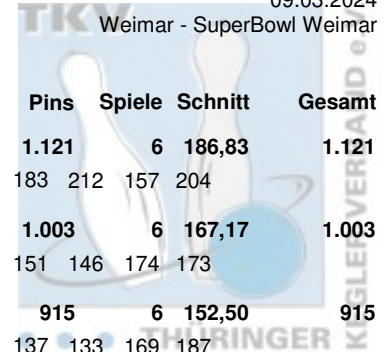 09.03.2024
TKV
Weimar - SuperBowl Weimar
Pins Spiele Schnitt Gesamt
1.121 6 186,83 1.121
183 212 157 204
1.003 6 167,17 1.003
151 146 174 173
915 6 152,50 915
137 133 169 187
THÜRINGER
KEGLERVERBAND e.V.